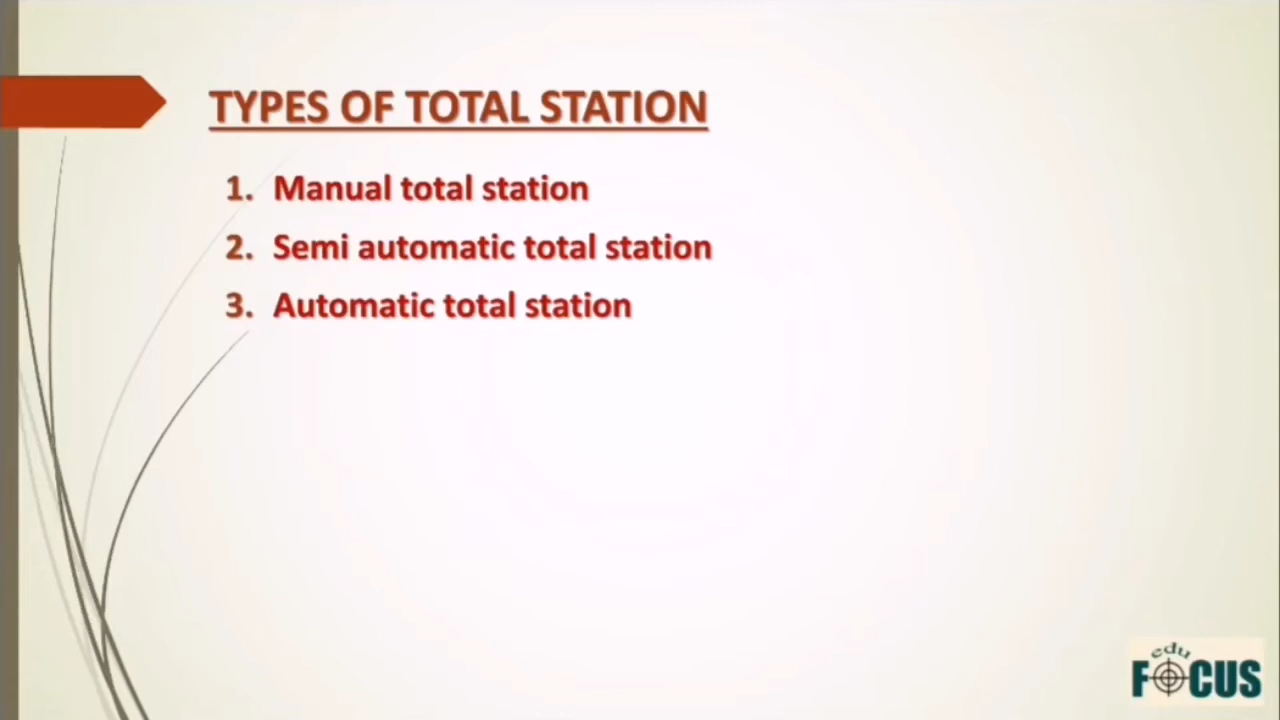 TYPES OF TOTAL STATION
1. Manual total station
2. Semi automatic total station
3. Automatic total station
edu
FOCUS